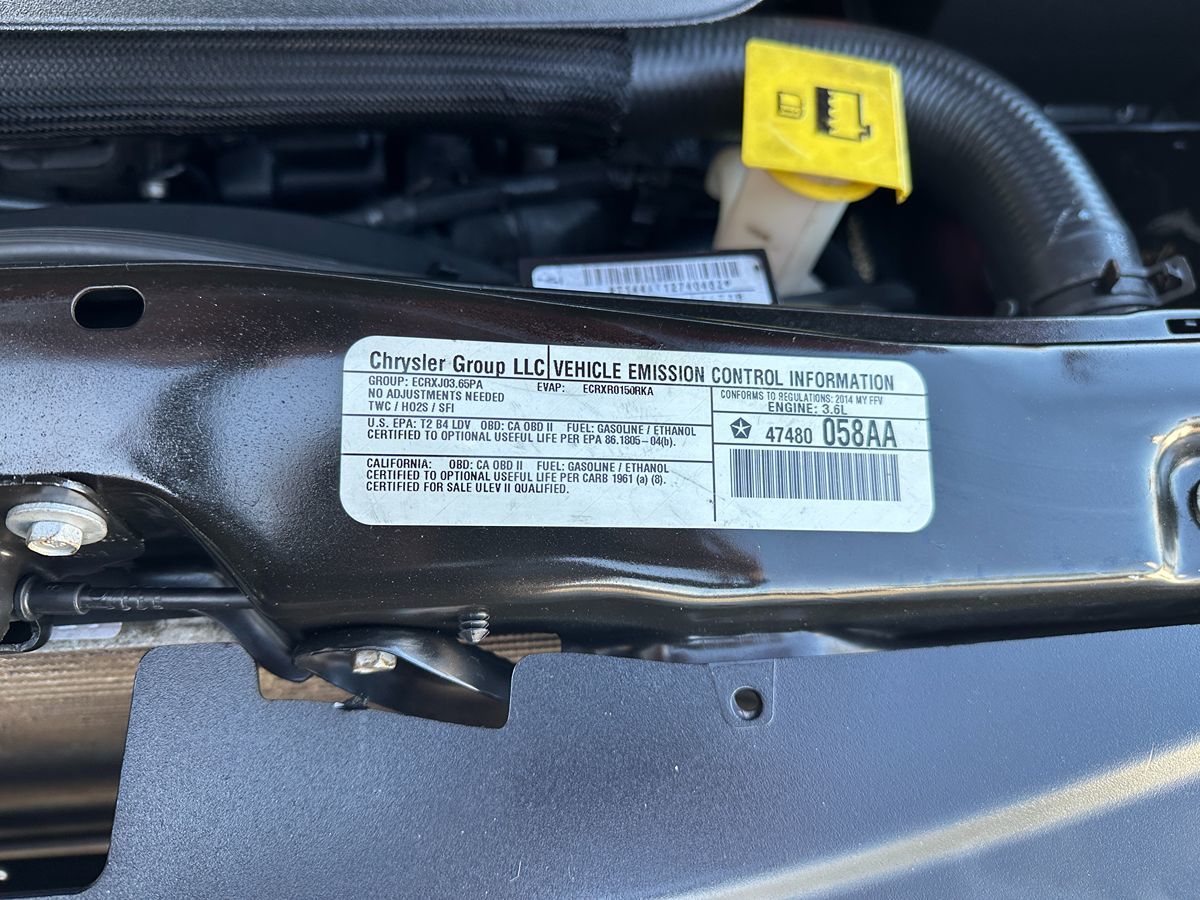 Chrysler Group LLC VEHICLE EMISSION CONTROL INFORMATION
GROUP: ECRXJ03.65PA EVAP: ECRXR0150RKA
NO ADJUSTMENTS NEEDED
TWC / HO2S / SFI
CONFORMS TO REGULATIONS: 2014 MY FFV
ENGINE: 3.6L
U.S. EPA: T2 B4 LDV OBD: CA OBD II FUEL: GASOLINE / ETHANOL
CERTIFIED TO OPTIONAL USEFUL LIFE PER EPA 86.1805-04(b).
47480 058AA
CALIFORNIA: OBD: CA OBD II FUEL: GASOLINE / ETHANOL
CERTIFIED TO OPTIONAL USEFUL LIFE PER CARB 1961 (a) (8).
CERTIFIED FOR SALE ULEV II QUALIFIED.